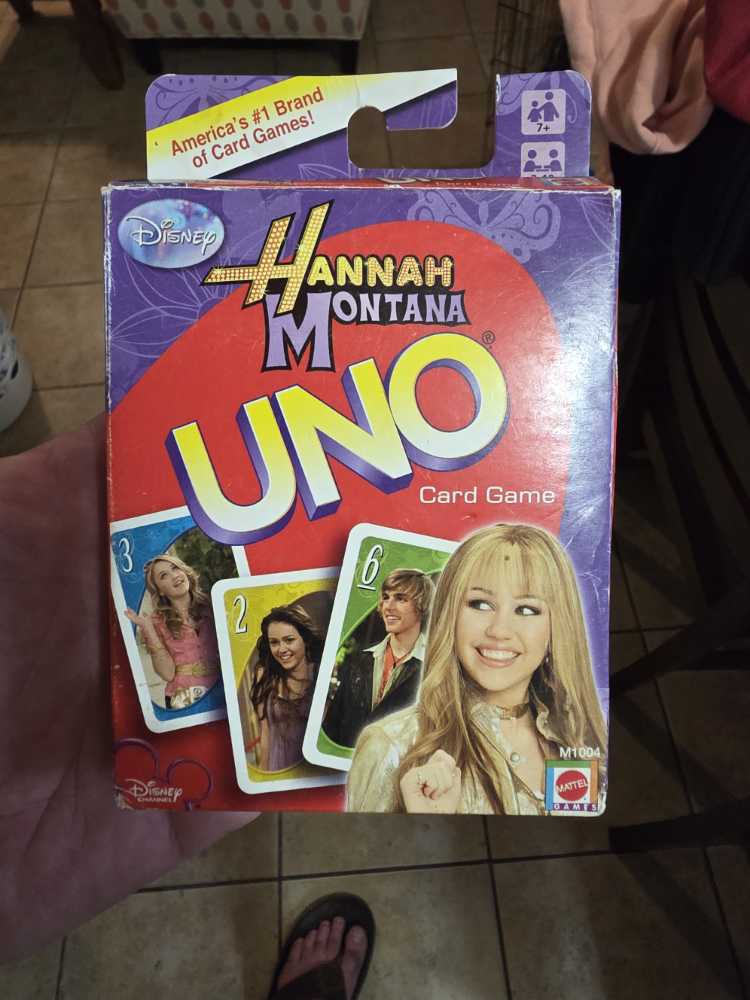 America's #1 Brand
of Card Games!
7+
Disney
HANNAH
MONTANA
UNO®
Card Game
3
2
6
M1004
MATTEL
GAMES
Disney
CHANNEL